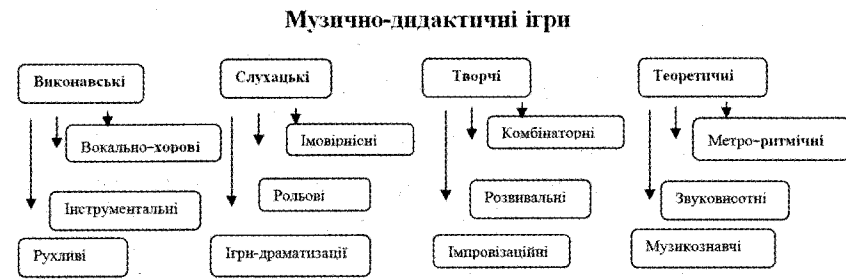 Музично-дидактичні ігри
Виконавські
Слухацькі
Творчі
Теоретичні
Вокально-хорові
Імовірнісні
Комбінаторні
Метро-ритмічні
Інструментальні
Рольові
Розвивальні
Звуковисотні
Рухливі
Ігри-драматизації
Імпровізаційні
Музикознавчі